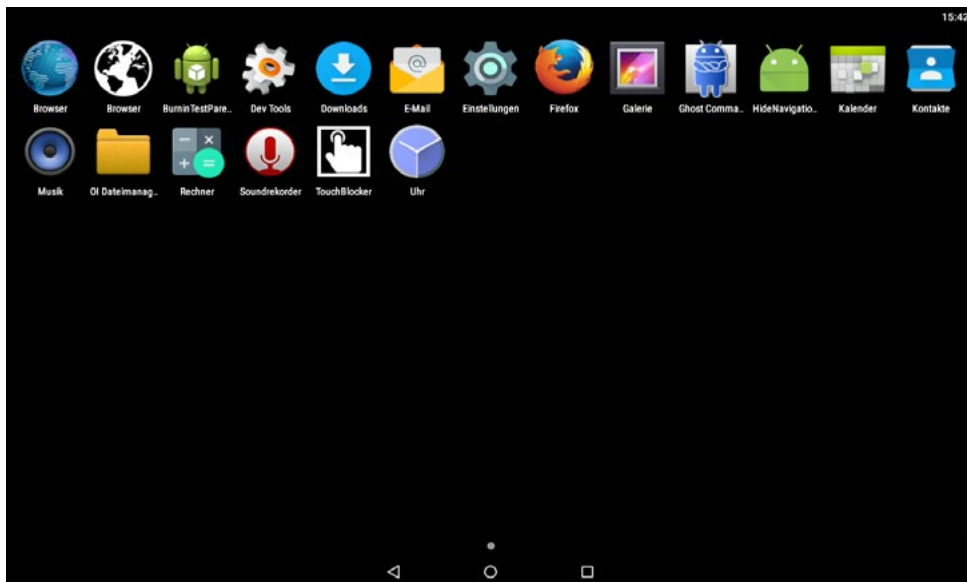 15:42
Browser Browser BurninTestPare.. Dev Tools Downloads E-Mail Einstellungen Firefox Galerie Ghost Comma.. HideNavigatio.. Kalender Kontakte
Musik OI Dateimanag.. Rechner Soundrekorder TouchBlocker Uhr